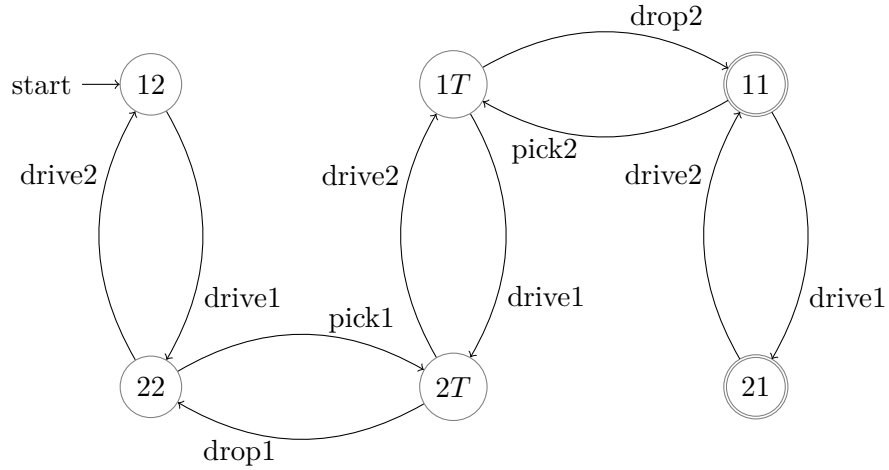 drop2
start
12
1T
11
pick2
drive2
drive2
drive2
drive1
drive1
drive1
pick1
22
2T
21
drop1